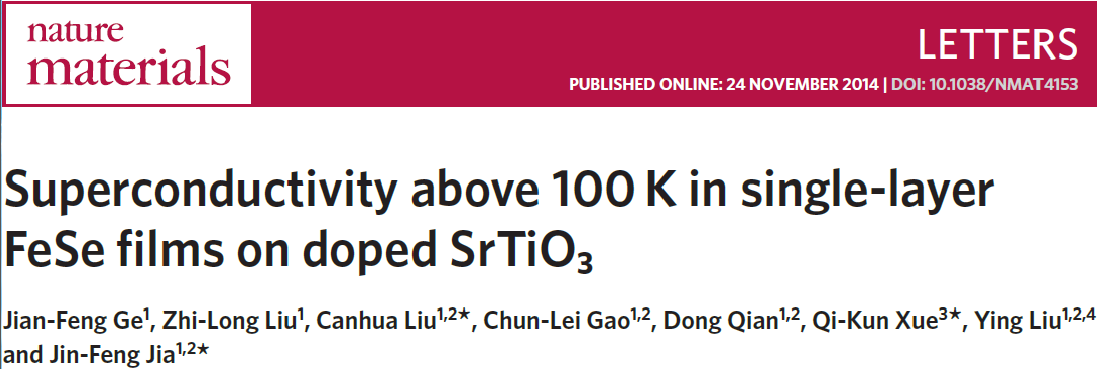 nature
materials
LETTERS
PUBLISHED ONLINE: 24 NOVEMBER 2014 | DOI: 10.1038/NMAT4153
Superconductivity above 100 K in single-layer
FeSe films on doped SrTiO₃
Jian-Feng Ge¹, Zhi-Long Liu¹, Canhua Liu¹,²★, Chun-Lei Gao¹,², Dong Qian¹,², Qi-Kun Xue³★, Ying Liu¹,²,⁴
and Jin-Feng Jia¹,²★